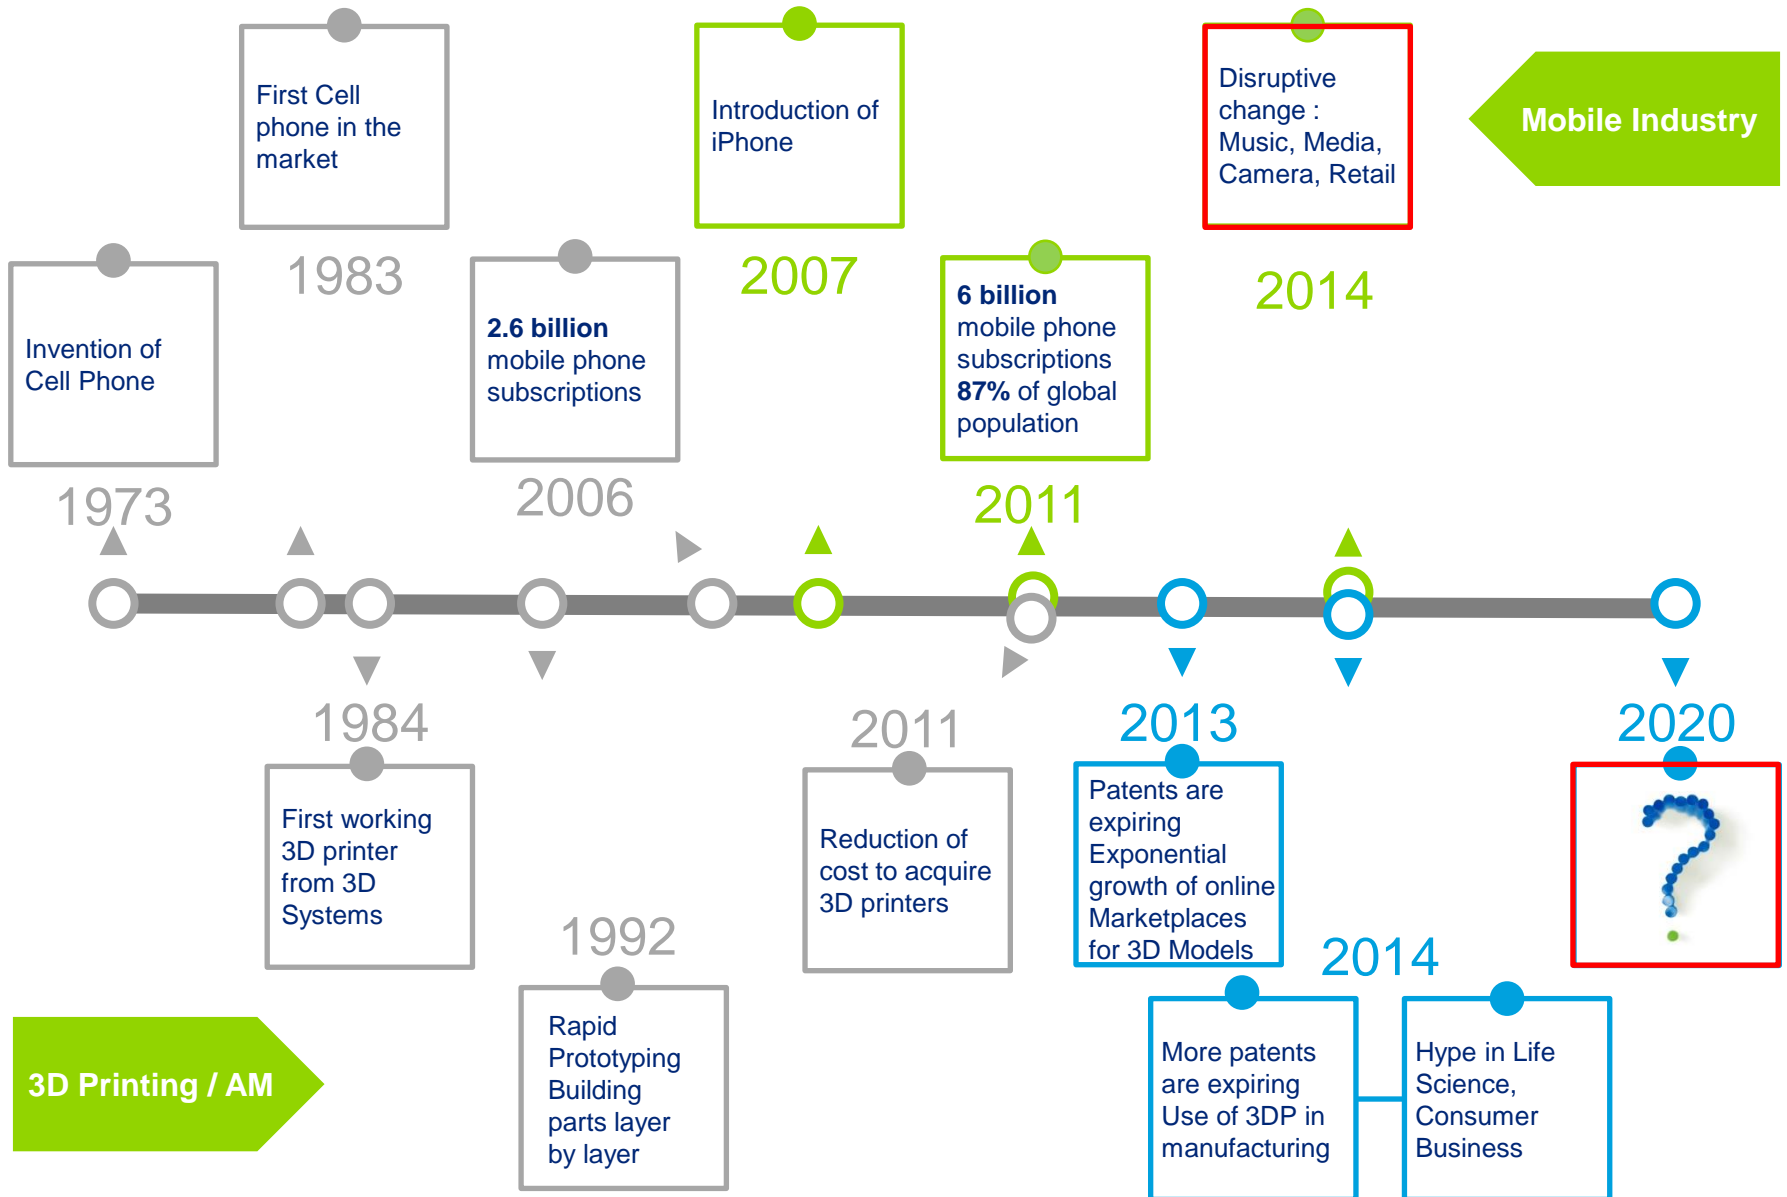 First Cell
phone in the
market
1983
Introduction of
iPhone
2007
Disruptive
change :
Music, Media,
Camera, Retail
2014
Mobile Industry
Invention of
Cell Phone
1973
2.6 billion
mobile phone
subscriptions
2006
6 billion
mobile phone
subscriptions
87% of global
population
2011
1984
First working
3D printer
from 3D
Systems
1992
Rapid
Prototyping
Building
parts layer
by layer
2011
Reduction of
cost to acquire
3D printers
2013
Patents are
expiring
Exponential
growth of online
Marketplaces
for 3D Models
2014
More patents
are expiring
Use of 3DP in
manufacturing
Hype in Life
Science,
Consumer
Business
2020
?
3D Printing / AM